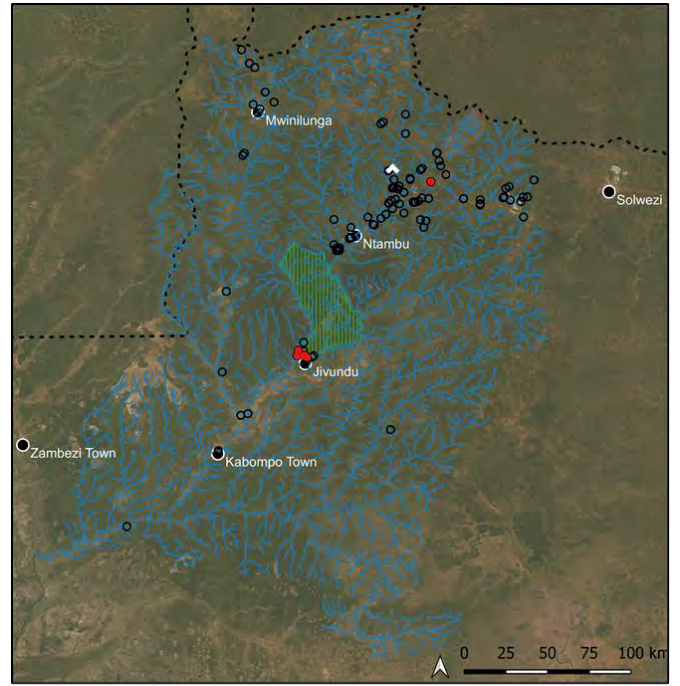 Mwinilunga
Solwezi
Ntambu
Jivundu
Zambezi Town
Kabompo Town
0 25 50 75 100 km